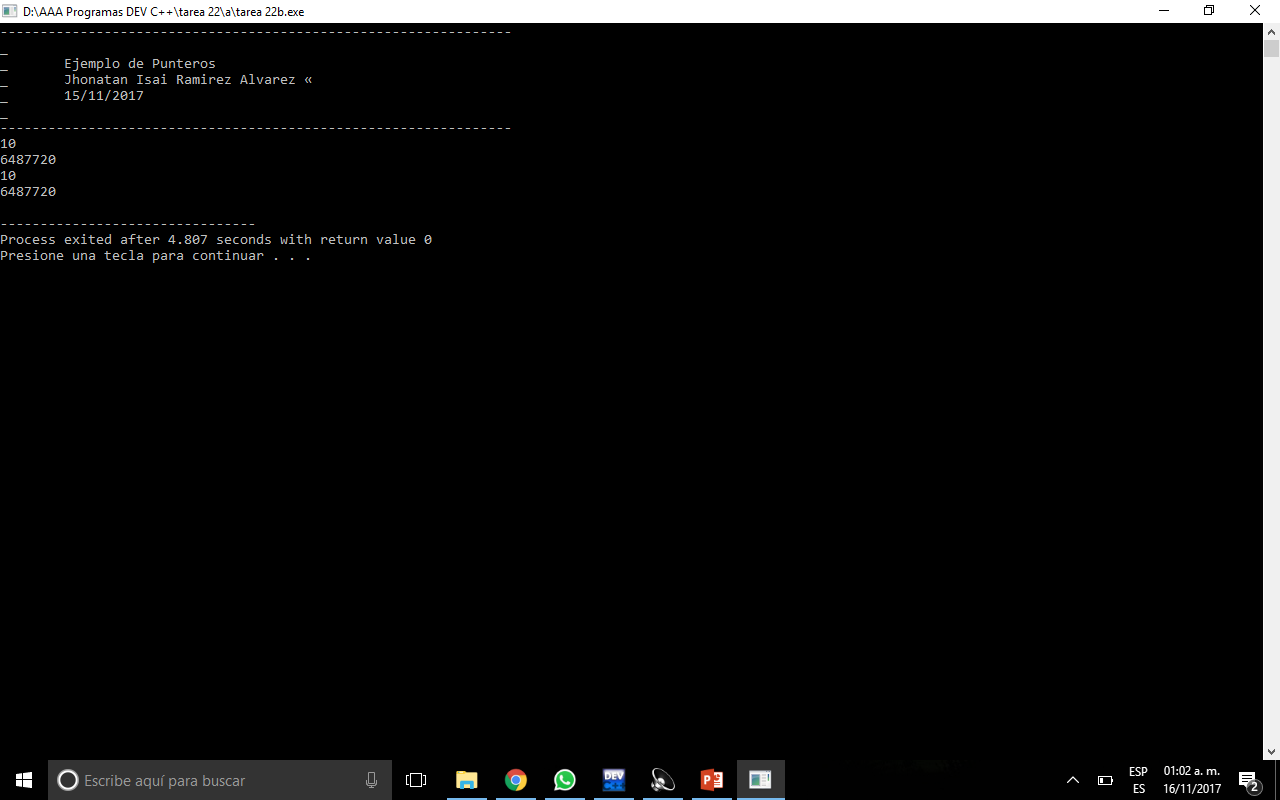 D:\AAA Programas DEV C++\tarea 22\a\tarea 22b.exe
----------------------------------------------------------------
_
_ Ejemplo de Punteros
_ Jhonatan Isai Ramirez Alvarez «
_ 15/11/2017
_
----------------------------------------------------------------
10
6487720
10
6487720
--------------------------------
Process exited after 4.807 seconds with return value 0
Presione una tecla para continuar . . .
Escribe aquí para buscar
DEV
C++
P
ESP
ES
01:02 a. m.
16/11/2017
2